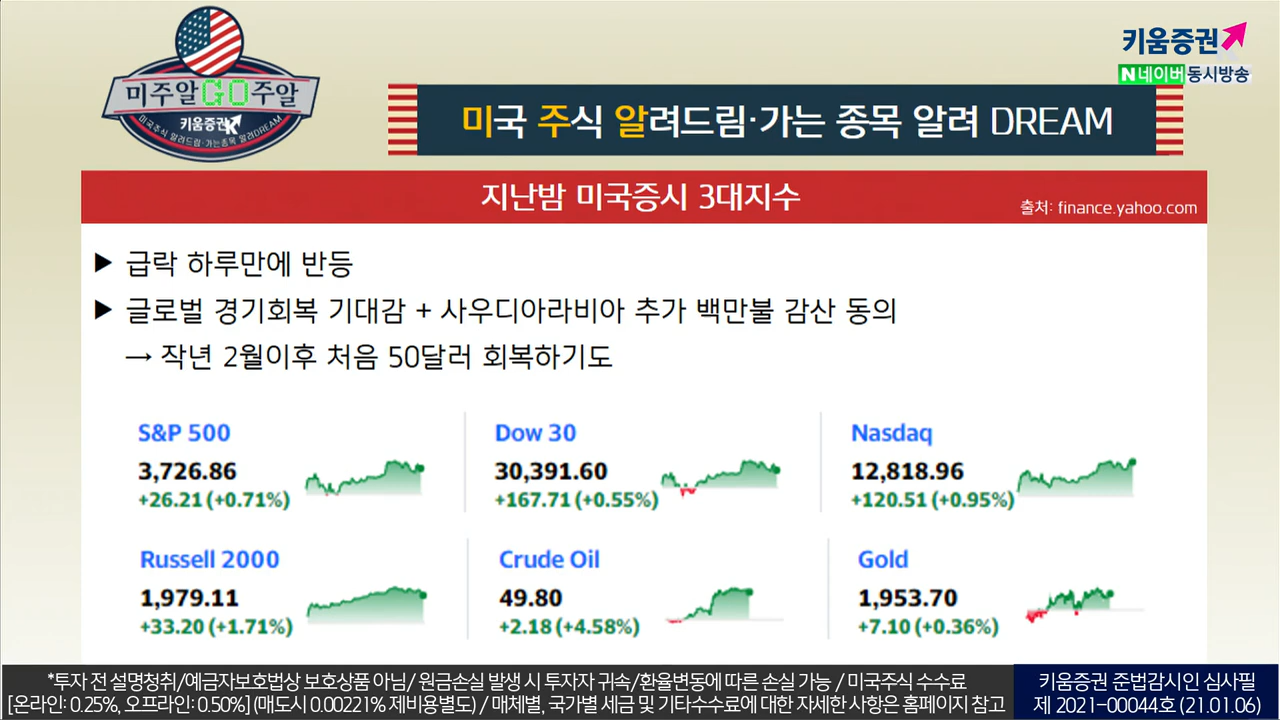 미주알GO주알
키움증권K
미국주식 알려드림·가는종목 알려DREAM
키움증권
N네이버 동시방송
미국 주식 알려드림·가는 종목 알려 DREAM
지난밤 미국증시 3대지수
출처: finance.yahoo.com
▶ 급락 하루만에 반등
▶ 글로벌 경기회복 기대감 + 사우디아라비아 추가 백만불 감산 동의
→ 작년 2월이후 처음 50달러 회복하기도
S&P 500
3,726.86
+26.21 (+0.71%)
Dow 30
30,391.60
+167.71 (+0.55%)
Nasdaq
12,818.96
+120.51 (+0.95%)
Russell 2000
1,979.11
+33.20 (+1.71%)
Crude Oil
49.80
+2.18 (+4.58%)
Gold
1,953.70
+7.10 (+0.36%)
*투자 전 설명청취/예금자보호법상 보호상품 아님/ 원금손실 발생 시 투자자 귀속/환율변동에 따른 손실 가능 / 미국주식 수수료
[온라인: 0.25%, 오프라인: 0.50%] (매도시 0.00221% 제비용별도) / 매체별, 국가별 세금 및 기타수수료에 대한 자세한 사항은 홈페이지 참고
키움증권 준법감시인 심사필
제 2021-00044호 (21.01.06)